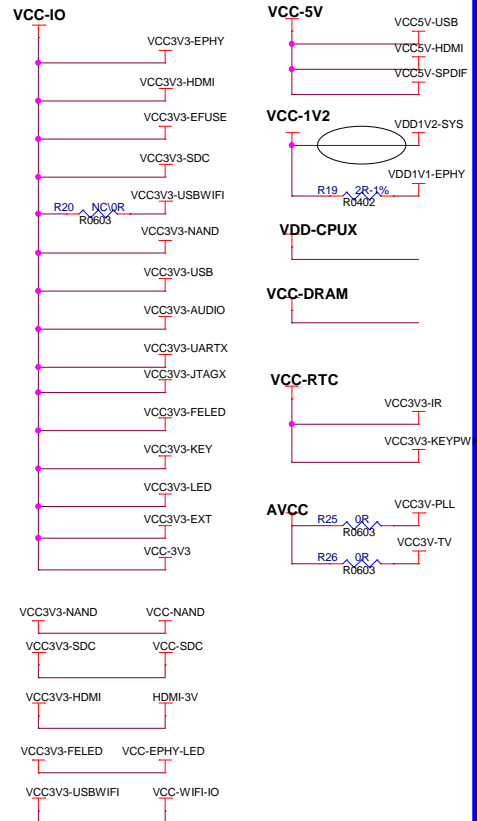 VCC-IO
VCC3V3-EPHY
VCC3V3-HDMI
VCC3V3-EFUSE
VCC3V3-SDC
VCC3V3-USBWIFI
R20 NC\0R
R0603
VCC3V3-NAND
VCC3V3-USB
VCC3V3-AUDIO
VCC3V3-UARTX
VCC3V3-JTAGX
VCC3V3-FELED
VCC3V3-KEY
VCC3V3-LED
VCC3V3-EXT
VCC-3V3
VCC3V3-NAND VCC-NAND
VCC3V3-SDC VCC-SDC
VCC3V3-HDMI HDMI-3V
VCC3V3-FELED VCC-EPHY-LED
VCC3V3-USBWIFI VCC-WIFI-IO
VCC-5V
VCC5V-USB
VCC5V-HDMI
VCC5V-SPDIF
VCC-1V2
VDD1V2-SYS
VDD1V1-EPHY
R19 2R-1%
R0402
VDD-CPUX
VCC-DRAM
VCC-RTC
VCC3V3-IR
VCC3V3-KEYPW
AVCC
VCC3V-PLL
R25 0R
R0603
VCC3V-TV
R26 0R
R0603